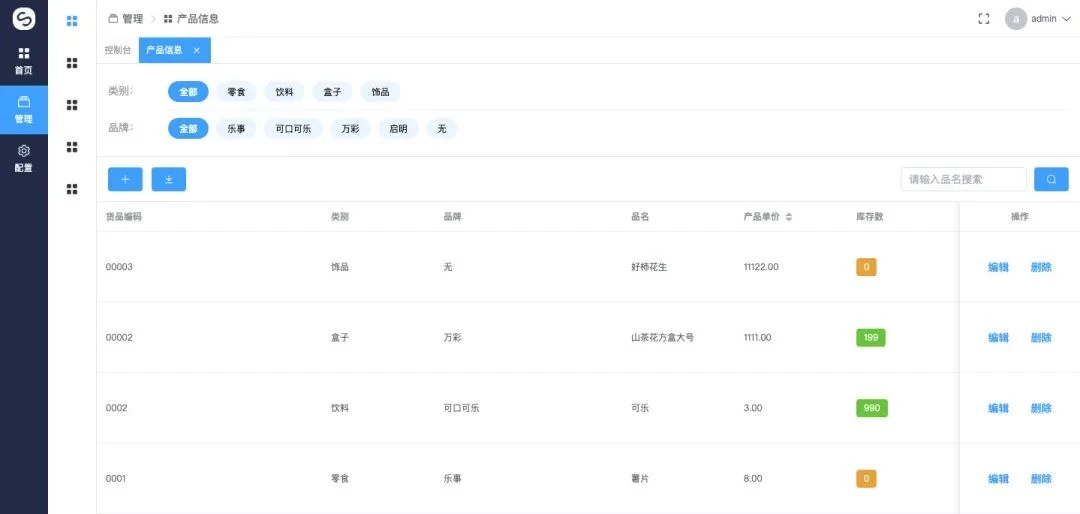 管理 产品信息
a admin
首页
管理
配置
控制台 产品信息
类别: 全部 零食 饮料 盒子 饰品
品牌: 全部 乐事 可口可乐 万彩 启明 无
请输入品名搜索
货品编码 类别 品牌 品名 产品单价 库存数 操作
00003 饰品 无 好柿花生 11122.00 0 编辑 删除
00002 盒子 万彩 山茶花方盒大号 1111.00 199 编辑 删除
0002 饮料 可口可乐 可乐 3.00 990 编辑 删除
0001 零食 乐事 薯片 8.00 0 编辑 删除